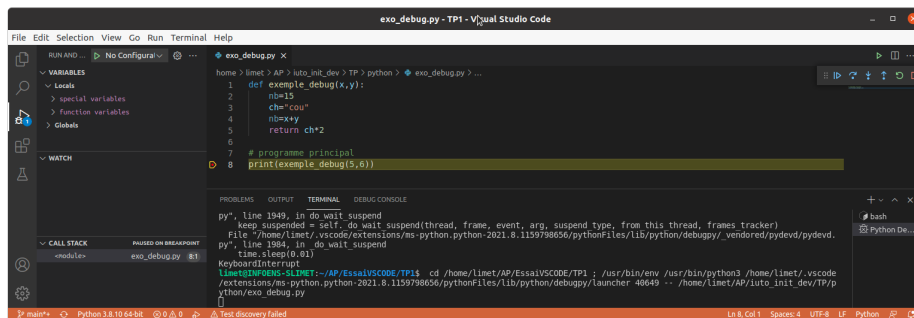 exo_debug.py - TP1 - Visual Studio Code
File Edit Selection View Go Run Terminal Help
RUN AND ... No Configurat
exo_debug.py
VARIABLES
Locals
special variables
function variables
Globals
WATCH
CALL STACK PAUSED ON BREAKPOINT
<module> exo_debug.py 8:1
home > limet > AP > iuto_init_dev > TP > python > exo_debug.py > ...
1 def exemple_debug(x,y):
2 nb=15
3 ch="cou"
4 nb=x+y
5 return ch*2
6
7 # programme principal
8 print(exemple_debug(5,6))
PROBLEMS OUTPUT TERMINAL DEBUG CONSOLE
py", line 1949, in do_wait_suspend
keep_suspended = self._do_wait_suspend(thread, frame, event, arg, suspend_type, from_this_thread, frames_tracker)
File "/home/limet/.vscode/extensions/ms-python.python-2021.8.1159798656/pythonFiles/lib/python/debugpy/_vendored/pydevd/pydevd.
py", line 1984, in _do_wait_suspend
time.sleep(0.01)
KeyboardInterrupt
limet@INFOENS-SLIMET:~/AP/EssaiVSCODE/TP1$ cd /home/limet/AP/EssaiVSCODE/TP1 ; /usr/bin/env /usr/bin/python3 /home/limet/.vscode
/extensions/ms-python.python-2021.8.1159798656/pythonFiles/lib/python/debugpy/launcher 40649 -- /home/limet/AP/iuto_init_dev/TP/p
ython/exo_debug.py
bash
Python De...
main*+ Python 3.8.10 64-bit 0 0 Test discovery failed Ln 8, Col 1 Spaces: 4 UTF-8 LF Python